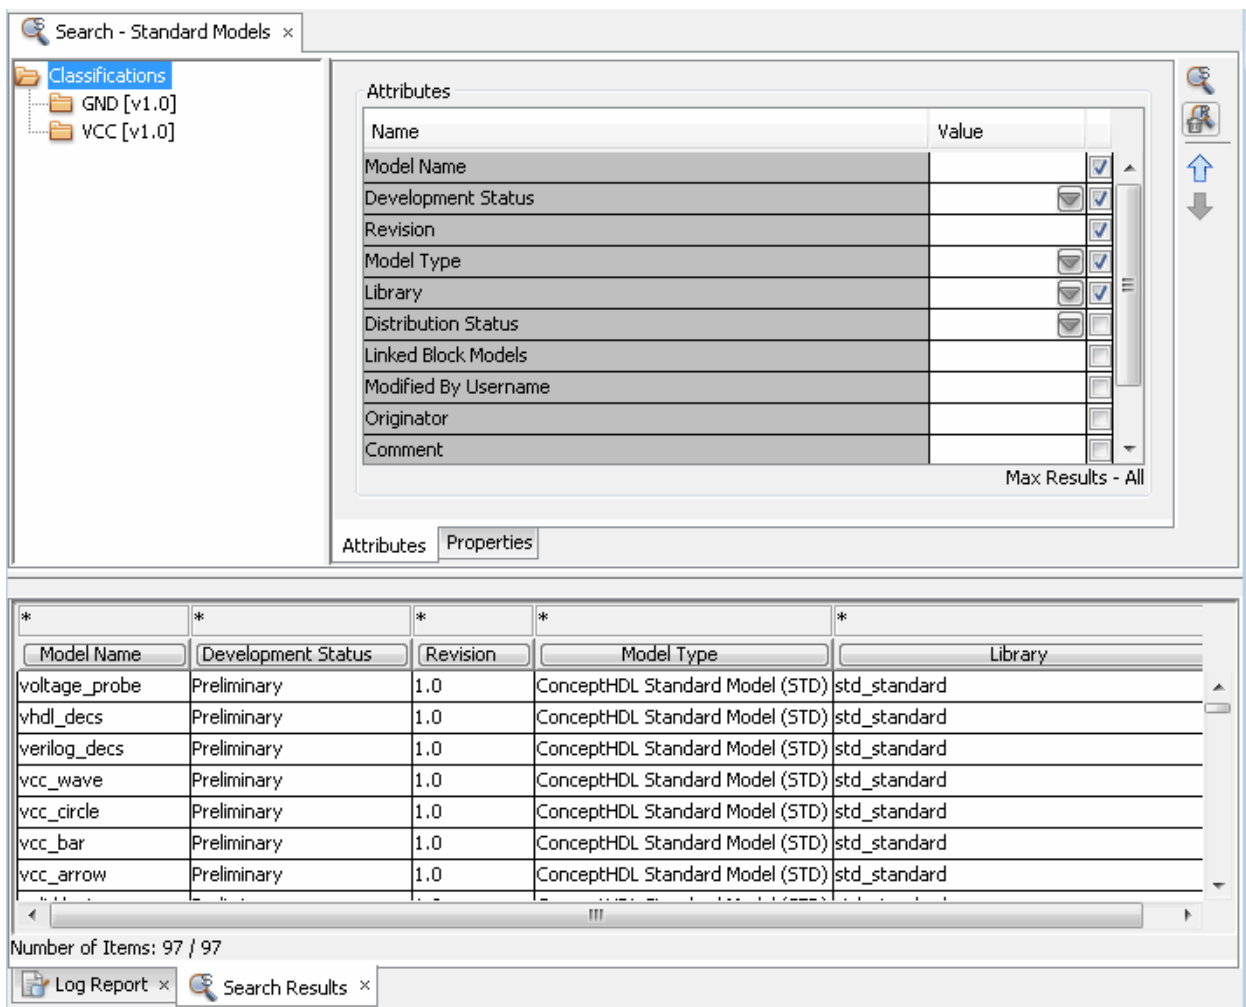 Search - Standard Models ×
Classifications
GND [v1.0]
VCC [v1.0]
Attributes
Name Value
Model Name
Development Status
Revision
Model Type
Library
Distribution Status
Linked Block Models
Modified By Username
Originator
Comment
Max Results - All
Attributes Properties
* * * * *
Model Name Development Status Revision Model Type Library
voltage_probe Preliminary 1.0 ConceptHDL Standard Model (STD) std_standard
vhdl_decs Preliminary 1.0 ConceptHDL Standard Model (STD) std_standard
verilog_decs Preliminary 1.0 ConceptHDL Standard Model (STD) std_standard
vcc_wave Preliminary 1.0 ConceptHDL Standard Model (STD) std_standard
vcc_circle Preliminary 1.0 ConceptHDL Standard Model (STD) std_standard
vcc_bar Preliminary 1.0 ConceptHDL Standard Model (STD) std_standard
vcc_arrow Preliminary 1.0 ConceptHDL Standard Model (STD) std_standard
Number of Items: 97 / 97
Log Report × Search Results ×